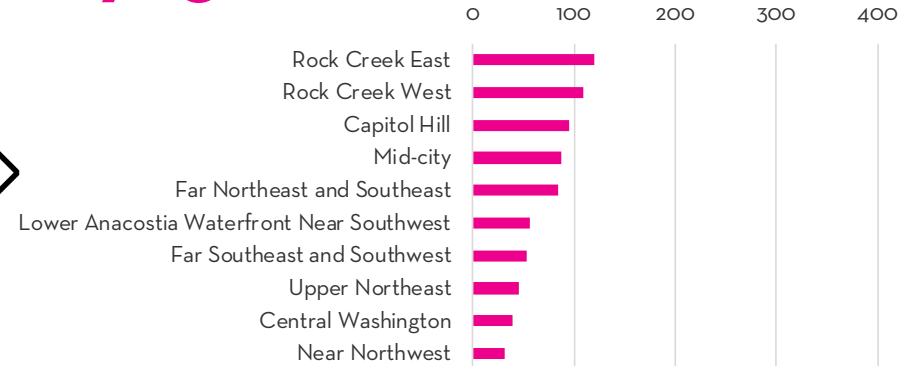 0 100 200 300 400
Rock Creek East
Rock Creek West
Capitol Hill
Mid-city
Far Northeast and Southeast
Lower Anacostia Waterfront Near Southwest
Far Southeast and Southwest
Upper Northeast
Central Washington
Near Northwest